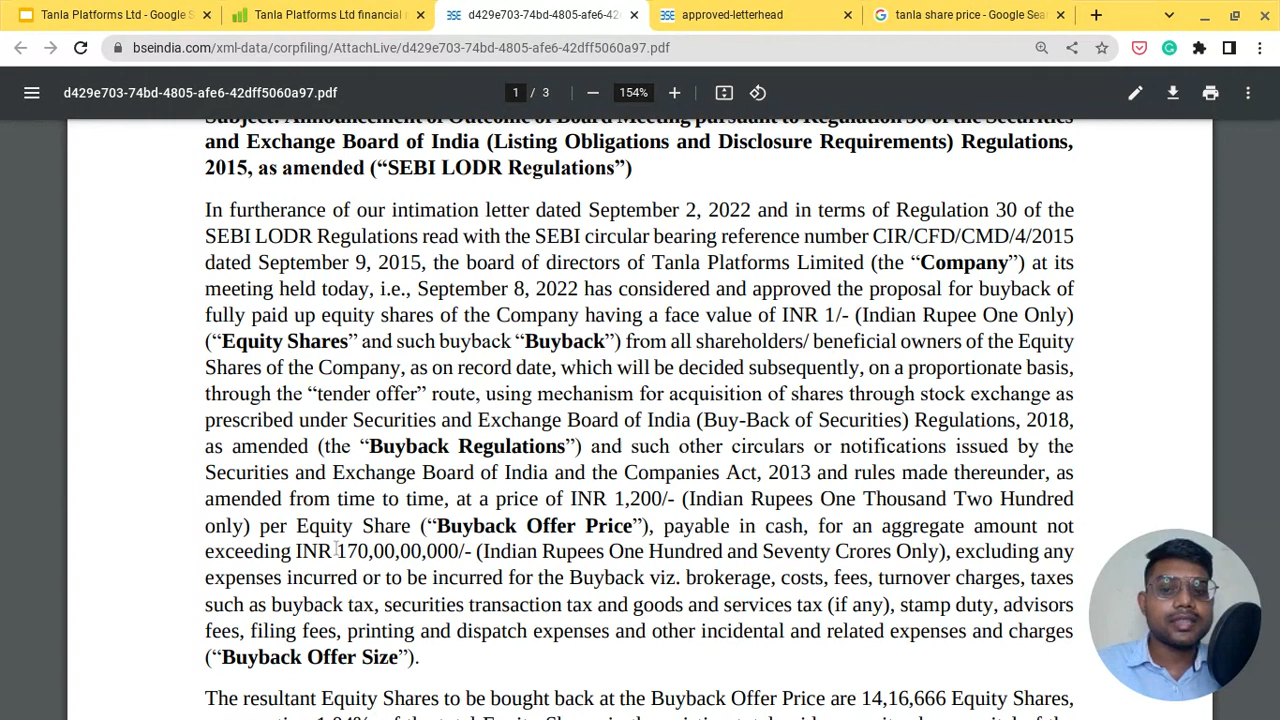 Tanla Platforms Ltd - Google S
Tanla Platforms Ltd financial
d429e703-74bd-4805-afe6-42
approved-letterhead
tanla share price - Google Sea
bseindia.com/xml-data/corpfiling/AttachLive/d429e703-74bd-4805-afe6-42dff5060a97.pdf
d429e703-74bd-4805-afe6-42dff5060a97.pdf
1 / 3
154%
Subject: Announcement of Outcome of Board Meeting pursuant to Regulation 30 of the Securities
and Exchange Board of India (Listing Obligations and Disclosure Requirements) Regulations,
2015, as amended (“SEBI LODR Regulations”)
In furtherance of our intimation letter dated September 2, 2022 and in terms of Regulation 30 of the
SEBI LODR Regulations read with the SEBI circular bearing reference number CIR/CFD/CMD/4/2015
dated September 9, 2015, the board of directors of Tanla Platforms Limited (the “Company”) at its
meeting held today, i.e., September 8, 2022 has considered and approved the proposal for buyback of
fully paid up equity shares of the Company having a face value of INR 1/- (Indian Rupee One Only)
(“Equity Shares” and such buyback “Buyback”) from all shareholders/ beneficial owners of the Equity
Shares of the Company, as on record date, which will be decided subsequently, on a proportionate basis,
through the “tender offer” route, using mechanism for acquisition of shares through stock exchange as
prescribed under Securities and Exchange Board of India (Buy-Back of Securities) Regulations, 2018,
as amended (the “Buyback Regulations”) and such other circulars or notifications issued by the
Securities and Exchange Board of India and the Companies Act, 2013 and rules made thereunder, as
amended from time to time, at a price of INR 1,200/- (Indian Rupees One Thousand Two Hundred
only) per Equity Share (“Buyback Offer Price”), payable in cash, for an aggregate amount not
exceeding INR 170,00,00,000/- (Indian Rupees One Hundred and Seventy Crores Only), excluding any
expenses incurred or to be incurred for the Buyback viz. brokerage, costs, fees, turnover charges, taxes
such as buyback tax, securities transaction tax and goods and services tax (if any), stamp duty, advisors
fees, filing fees, printing and dispatch expenses and other incidental and related expenses and charges
(“Buyback Offer Size”).
The resultant Equity Shares to be bought back at the Buyback Offer Price are 14,16,666 Equity Shares,